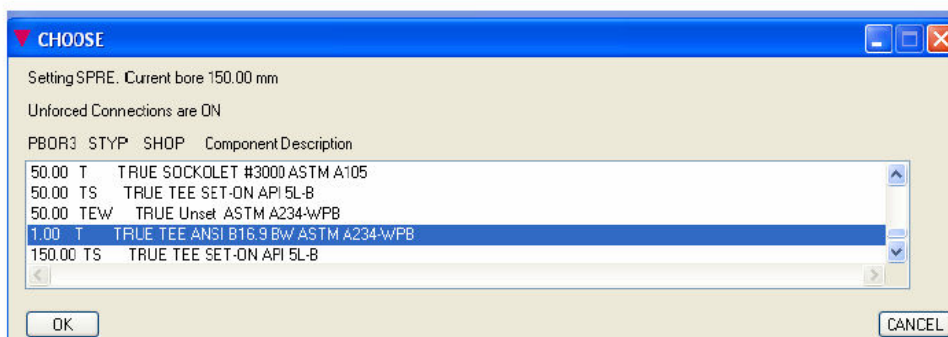 CHOOSE
Setting SPRE. Current bore 150.00 mm
Unforced Connections are ON
PBOR3 STYP SHOP Component Description
50.00 T TRUE SOCKOLET #3000 ASTM A105
50.00 TS TRUE TEE SET-ON API 5L-B
50.00 TEW TRUE Unset ASTM A234-WPB
1.00 T TRUE TEE ANSI B16.9 BW ASTM A234-WPB
150.00 TS TRUE TEE SET-ON API 5L-B
OK CANCEL